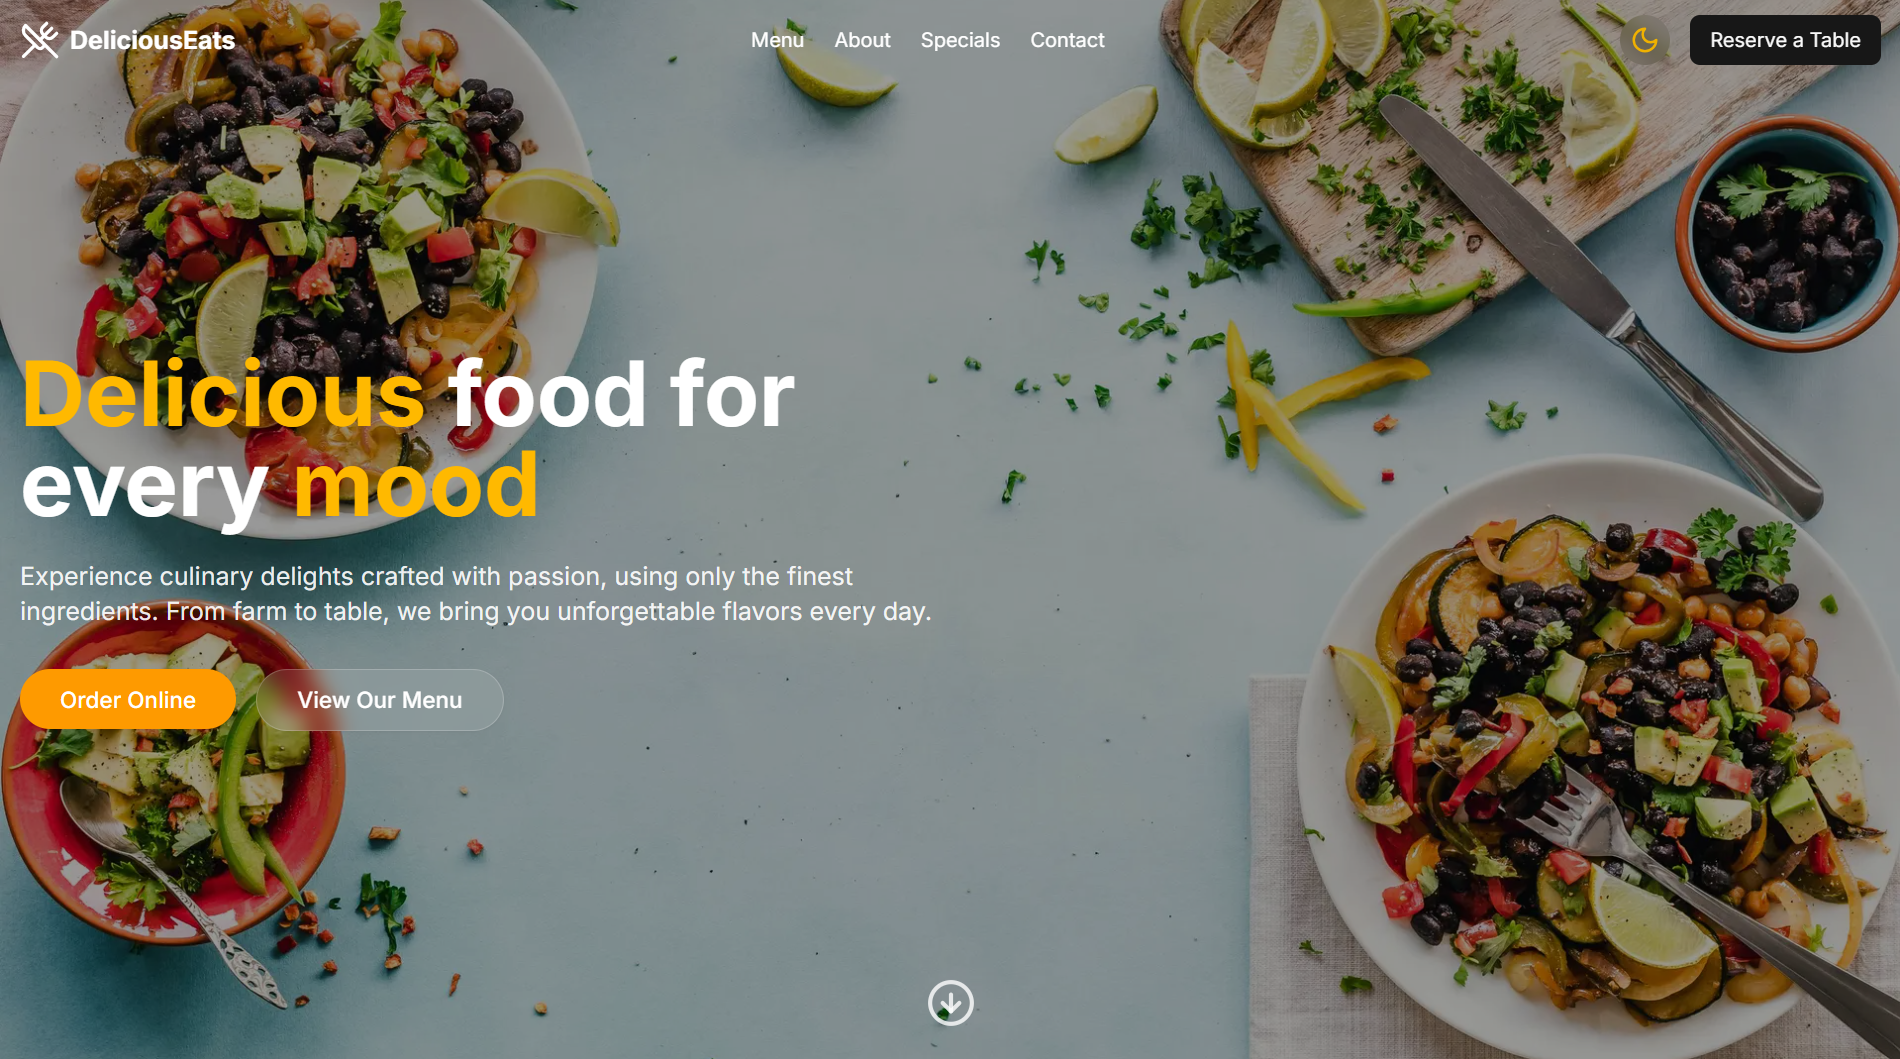 DeliciousEats
Menu About Specials Contact
Reserve a Table
Delicious food for
every mood
Experience culinary delights crafted with passion, using only the finest
ingredients. From farm to table, we bring you unforgettable flavors every day.
Order Online
View Our Menu